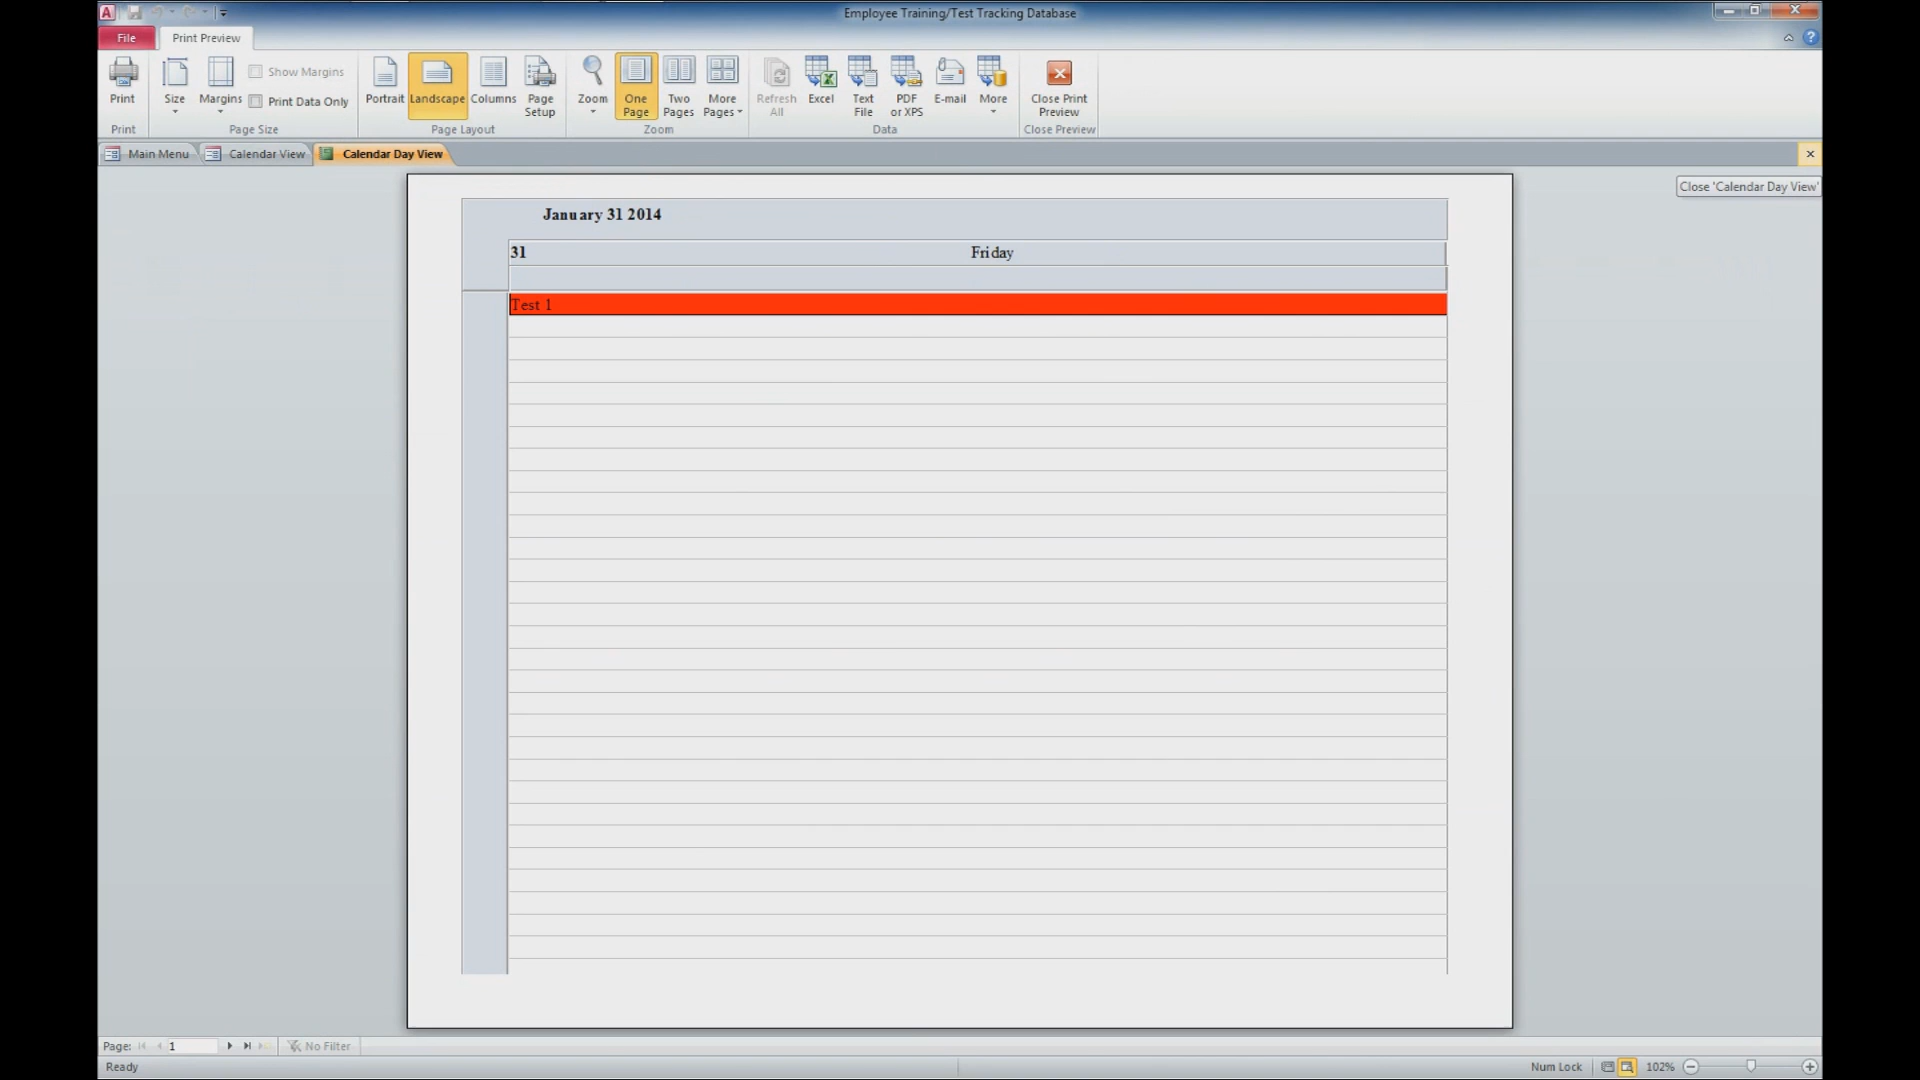 Employee Training/Test Tracking Database
File
Print Preview
Print
Size
Margins
Show Margins
Print Data Only
Portrait
Landscape
Columns
Page Setup
Zoom
One Page
Two Pages
More Pages
Refresh All
Excel
Text File
PDF or XPS
E-mail
More
Close Print Preview
Print
Page Size
Page Layout
Zoom
Data
Close Preview
Main Menu
Calendar View
Calendar Day View
Close 'Calendar Day View'
January 31 2014
31
Friday
Test 1
Page:
1
No Filter
Ready
Num Lock
102%